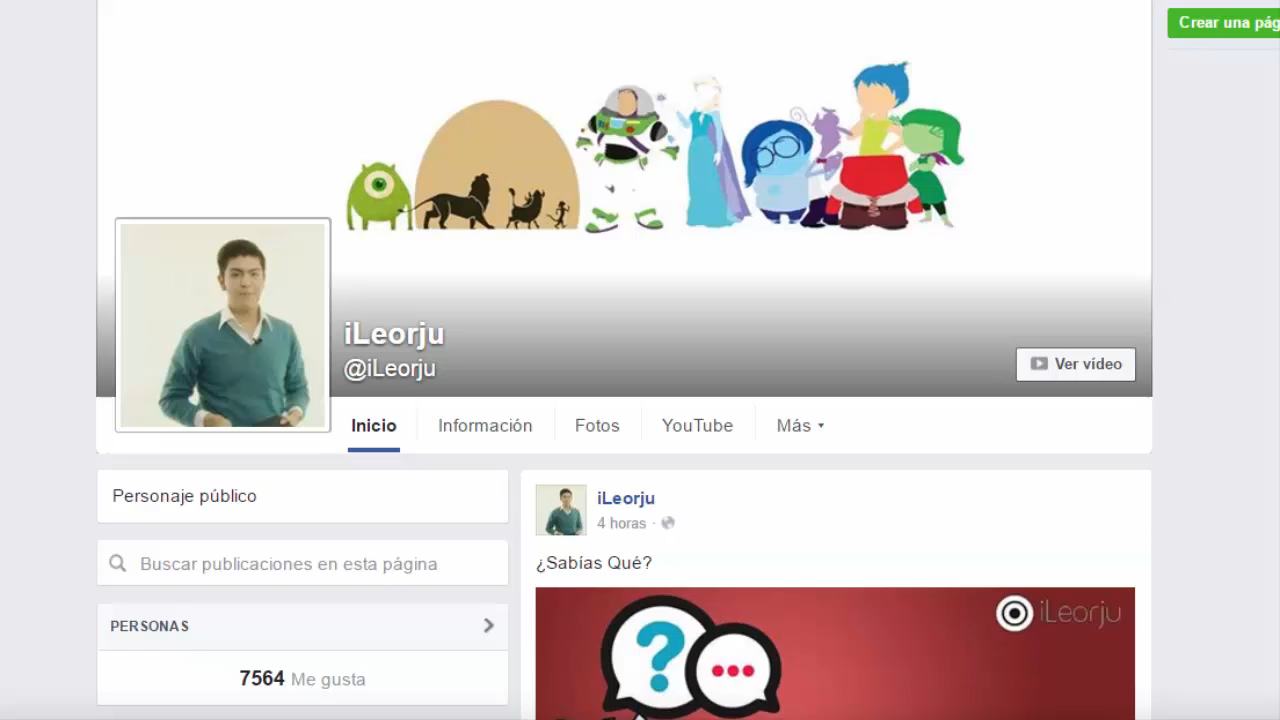 Crear una pág
iLeorju
@iLeorju
Ver vídeo
Inicio
Información
Fotos
YouTube
Más
Personaje público
Buscar publicaciones en esta página
PERSONAS
7564 Me gusta
iLeorju
4 horas ·
¿Sabías Qué?
iLeorju
?